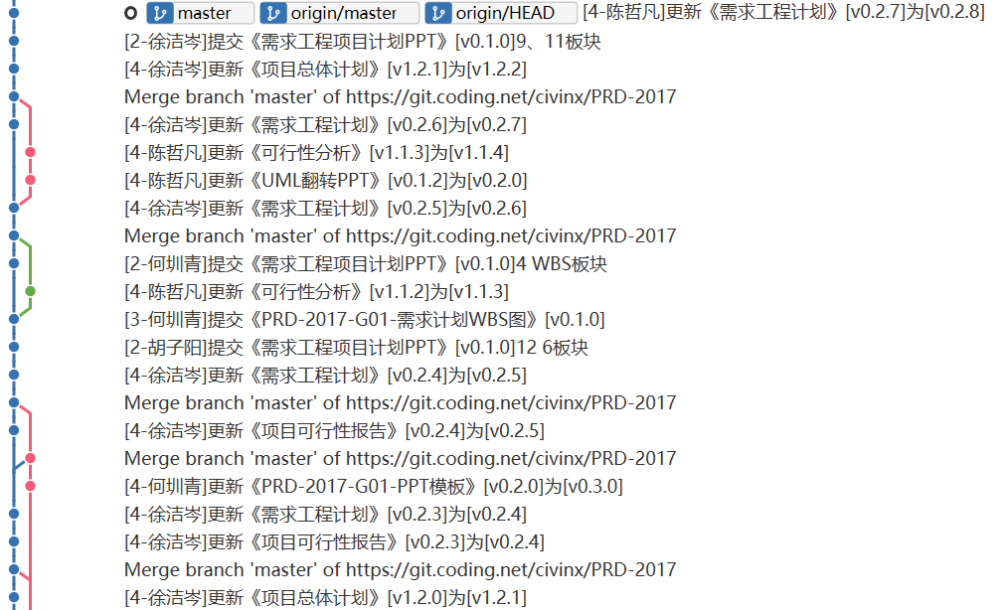 master origin/master origin/HEAD [4-陈哲凡]更新《需求工程计划》[v0.2.7]为[v0.2.8]
[2-徐洁岑]提交《需求工程项目计划PPT》[v0.1.0]9、11板块
[4-徐洁岑]更新《项目总体计划》[v1.2.1]为[v1.2.2]
Merge branch 'master' of https://git.coding.net/civinx/PRD-2017
[4-徐洁岑]更新《需求工程计划》[v0.2.6]为[v0.2.7]
[4-陈哲凡]更新《可行性分析》[v1.1.3]为[v1.1.4]
[4-陈哲凡]更新《UML翻转PPT》[v0.1.2]为[v0.2.0]
[4-徐洁岑]更新《需求工程计划》[v0.2.5]为[v0.2.6]
Merge branch 'master' of https://git.coding.net/civinx/PRD-2017
[2-何圳青]提交《需求工程项目计划PPT》[v0.1.0]4 WBS板块
[4-陈哲凡]更新《可行性分析》[v1.1.2]为[v1.1.3]
[3-何圳青]提交《PRD-2017-G01-需求计划WBS图》[v0.1.0]
[2-胡子阳]提交《需求工程项目计划PPT》[v0.1.0]12 6板块
[4-徐洁岑]更新《需求工程计划》[v0.2.4]为[v0.2.5]
Merge branch 'master' of https://git.coding.net/civinx/PRD-2017
[4-徐洁岑]更新《项目可行性报告》[v0.2.4]为[v0.2.5]
Merge branch 'master' of https://git.coding.net/civinx/PRD-2017
[4-何圳青]更新《PRD-2017-G01-PPT模板》[v0.2.0]为[v0.3.0]
[4-徐洁岑]更新《需求工程计划》[v0.2.3]为[v0.2.4]
[4-徐洁岑]更新《项目可行性报告》[v0.2.3]为[v0.2.4]
Merge branch 'master' of https://git.coding.net/civinx/PRD-2017
[4-徐洁岑]更新《项目总体计划》[v1.2.0]为[v1.2.1]